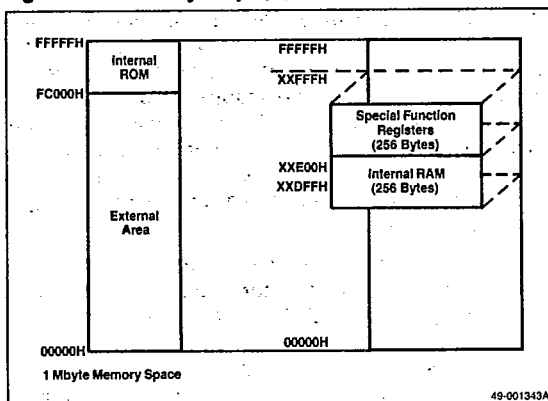 FFFFFH
Internal
ROM
FC000H
External
Area
00000H
FFFFFH
XXFFFH
Special Function
Registers
(256 Bytes)
XXE00H
XXDFFH
Internal RAM
(256 Bytes)
00000H
1 Mbyte Memory Space
49-001343A